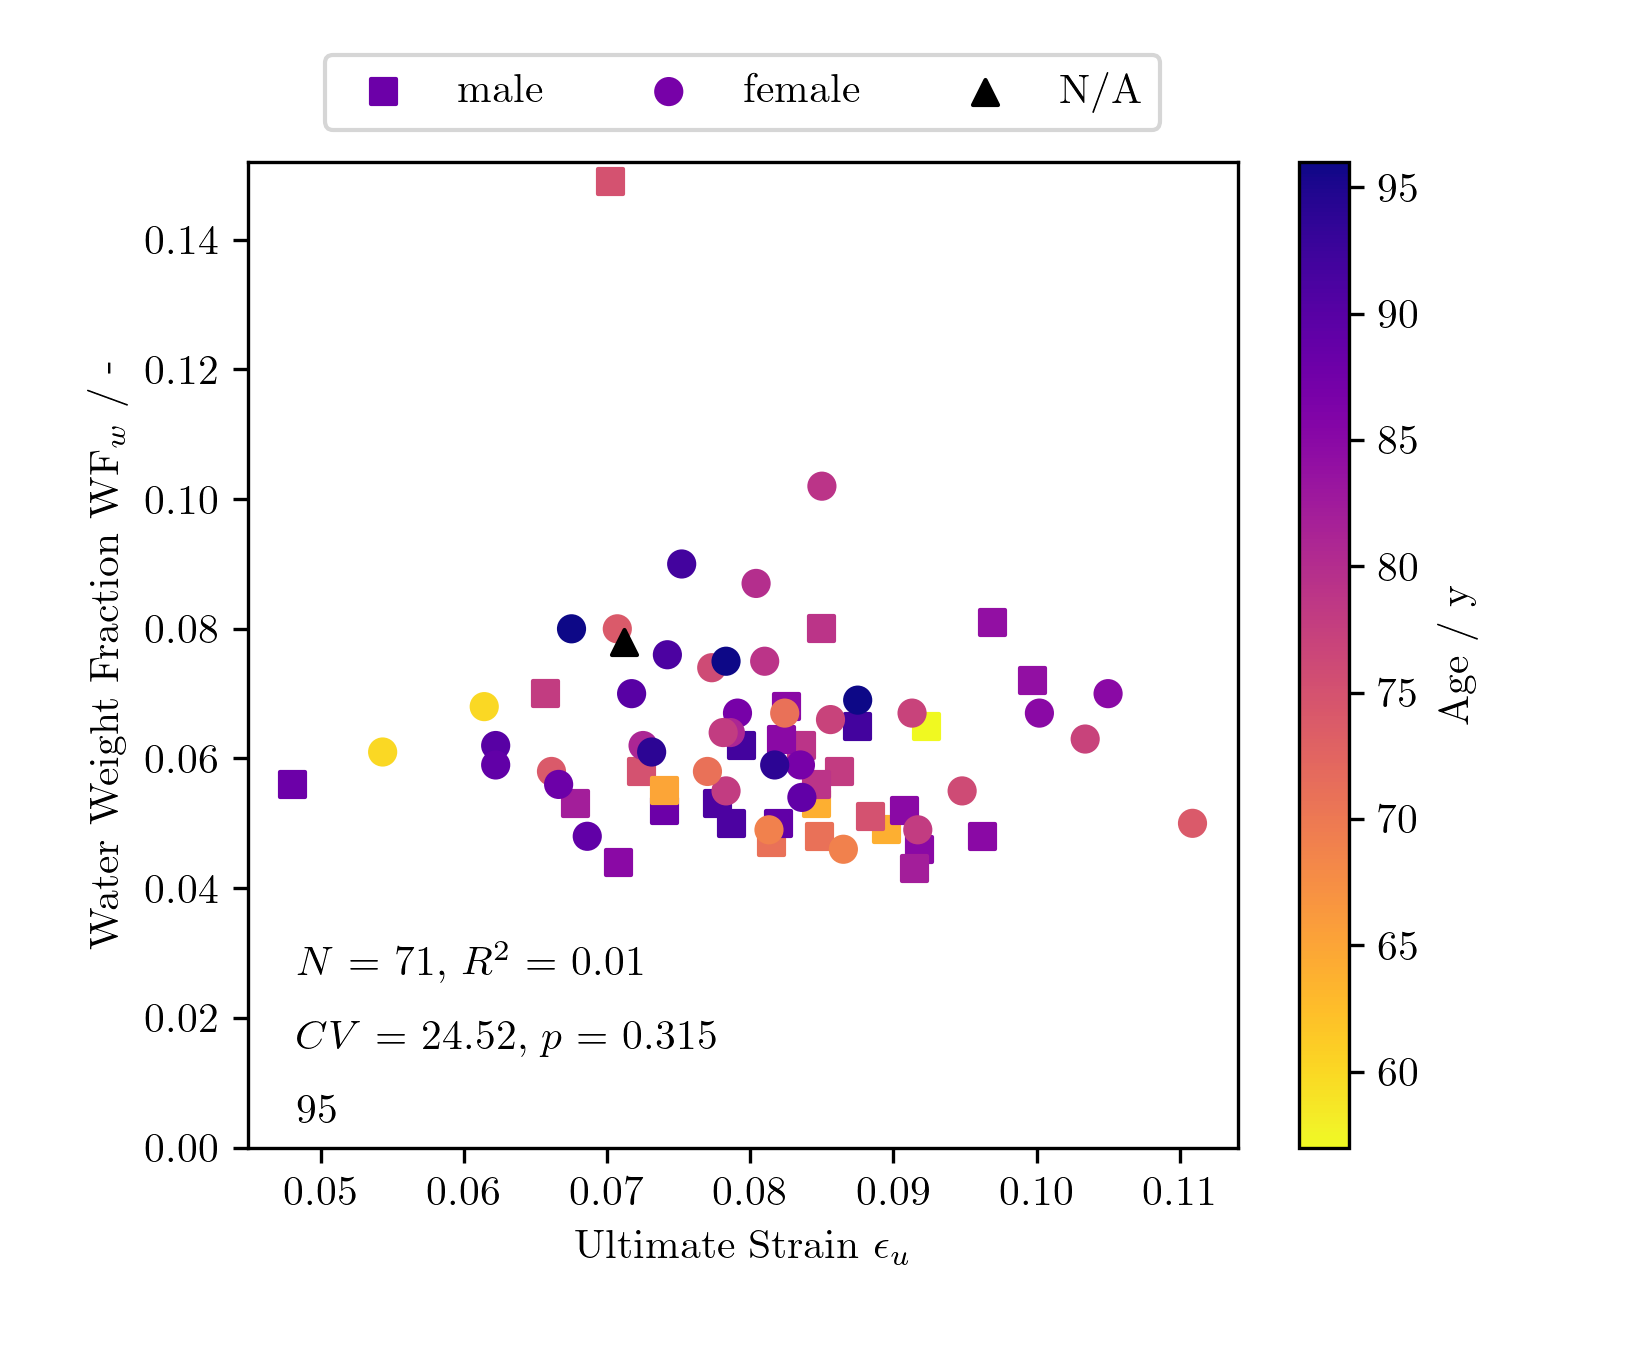 male female N/A
0.14
0.12
0.10
0.08
0.06
0.04
0.02
0.00
Water Weight Fraction WF_w / -
N = 71, R² = 0.01
CV = 24.52, p = 0.315
95
0.05 0.06 0.07 0.08 0.09 0.10 0.11
Ultimate Strain ϵ_u
95
90
85
80
75
70
65
60
Age / y